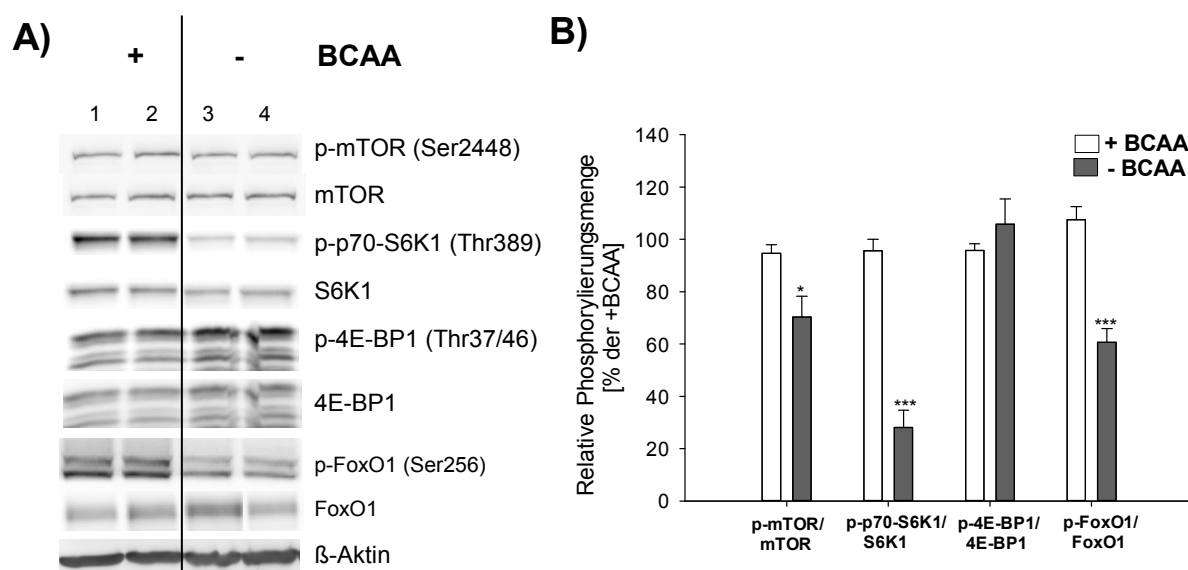 A)
+ - BCAA
1 2 3 4
p-mTOR (Ser2448)
mTOR
p-p70-S6K1 (Thr389)
S6K1
p-4E-BP1 (Thr37/46)
4E-BP1
p-FoxO1 (Ser256)
FoxO1
ß-Aktin
B)
Relative Phosphorylierungsmenge
[% der +BCAA]
140
120
100
80
60
40
20
0
+ BCAA
- BCAA
*
***
***
p-mTOR/
mTOR
p-p70-S6K1/
S6K1
p-4E-BP1/
4E-BP1
p-FoxO1/
FoxO1